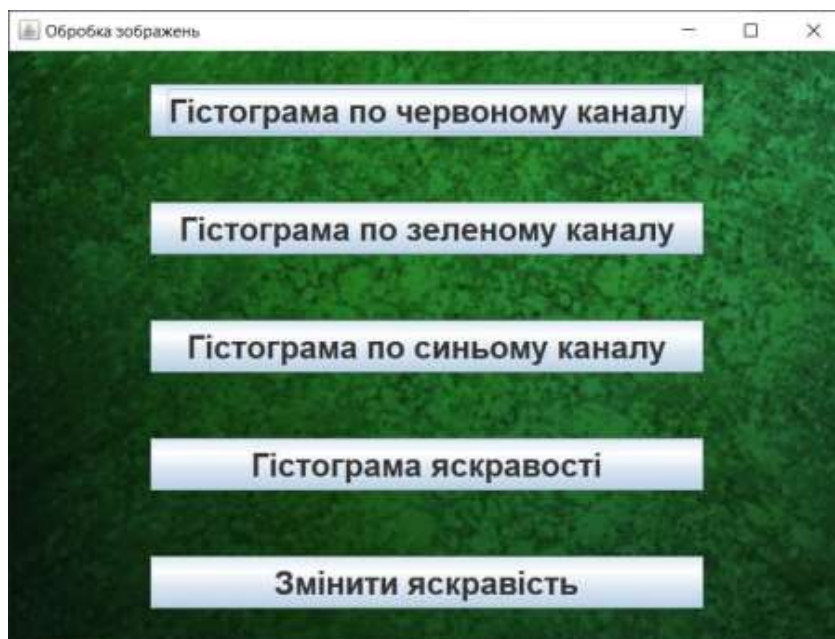 Обробка зображень
Гістограма по червоному каналу
Гістограма по зеленому каналу
Гістограма по синьому каналу
Гістограма яскравості
Змінити яскравість